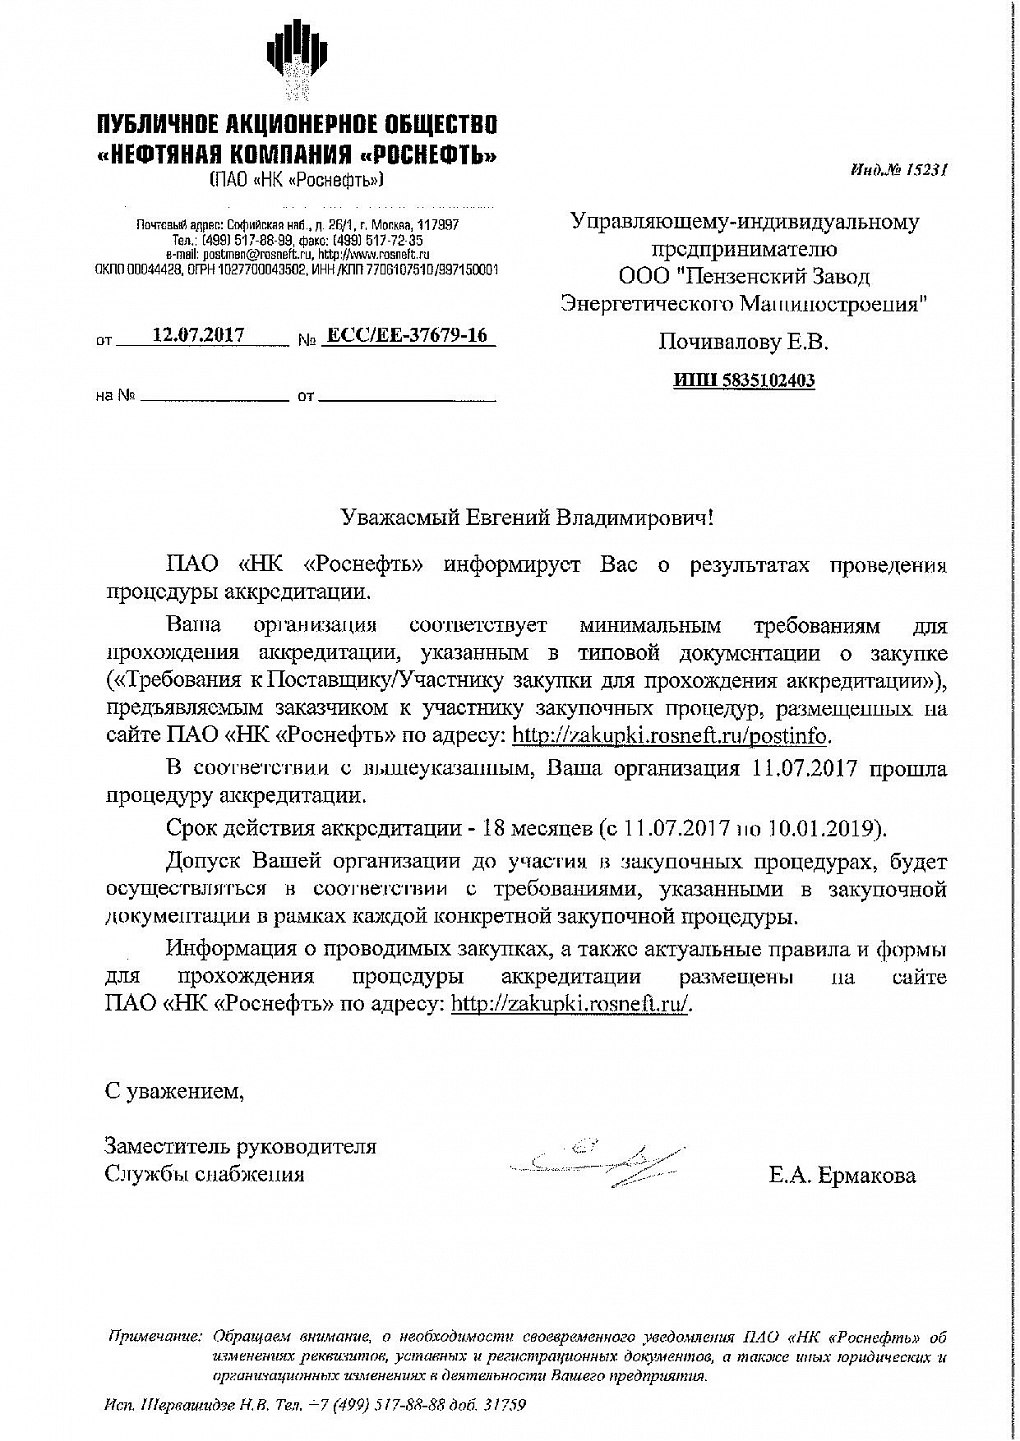 ПУБЛИЧНОЕ АКЦИОНЕРНОЕ ОБЩЕСТВО
«НЕФТЯНАЯ КОМПАНИЯ «РОСНЕФТЬ»
(ПАО «НК «Роснефть»)
Почтовый адрес: Софийская наб., д. 26/1, г. Москва, 117997
Тел.: (499) 517-88-99, факс: (499) 517-72-35
e-mail: postman@rosneft.ru, http://www.rosneft.ru
ОКПО 00044428, ОГРН 1027700043502, ИНН/КПП 7706107510/997150001
от 12.07.2017 № ЕСС/ЕЕ-37679-16
на № от
Инд.№ 15231
Управляющему-индивидуальному
предпринимателю
ООО "Пензенский Завод
Энергетического Машиностроения"
Почивалову Е.В.
ИНН 5835102403
Уважаемый Евгений Владимирович!
ПАО «НК «Роснефть» информирует Вас о результатах проведения
процедуры аккредитации.
Ваша организация соответствует минимальным требованиям для
прохождения аккредитации, указанным в типовой документации о закупке
(«Требования к Поставщику/Участнику закупки для прохождения аккредитации»),
предъявляемым заказчиком к участнику закупочных процедур, размещенных на
сайте ПАО «НК «Роснефть» по адресу: http://zakupki.rosneft.ru/postinfo.
В соответствии с вышеуказанным, Ваша организация 11.07.2017 прошла
процедуру аккредитации.
Срок действия аккредитации - 18 месяцев (с 11.07.2017 по 10.01.2019).
Допуск Вашей организации до участия в закупочных процедурах, будет
осуществляться в соответствии с требованиями, указанными в закупочной
документации в рамках каждой конкретной закупочной процедуры.
Информация о проводимых закупках, а также актуальные правила и формы
для прохождения процедуры аккредитации размещены на сайте
ПАО «НК «Роснефть» по адресу: http://zakupki.rosneft.ru/.
С уважением,
Заместитель руководителя
Службы снабжения
Е.А. Ермакова
Примечание: Обращаем внимание, о необходимости своевременного уведомления ПАО «НК «Роснефть» об
изменениях реквизитов, уставных и регистрационных документов, а также иных юридических и
организационных изменениях в деятельности Вашего предприятия.
Исп. Шервашидзе Н.В. Тел. +7 (499) 517-88-88 доб. 31759